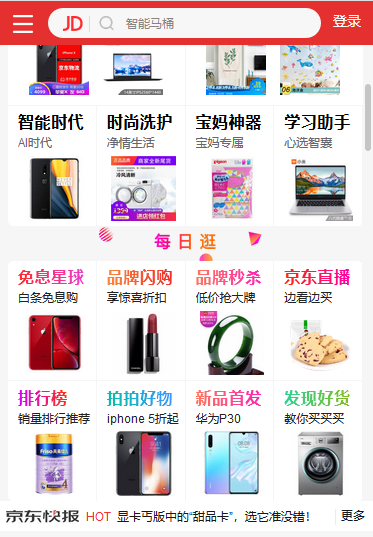 JD 智能马桶 登录
智能时代 时尚洗护 宝妈神器 学习助手
AI时代 净情生活 宝妈专属 心选智囊
每日逛
免息星球 品牌闪购 品牌秒杀 京东直播
白条免息购 享惊喜折扣 低价抢大牌 边看边买
排行榜 拍拍好物 新品首发 发现好货
销量排行推荐 iphone 5折起 华为P30 教你买买买
京东快报 HOT 显卡丐版中的“甜品卡”，选它准没错！ 更多